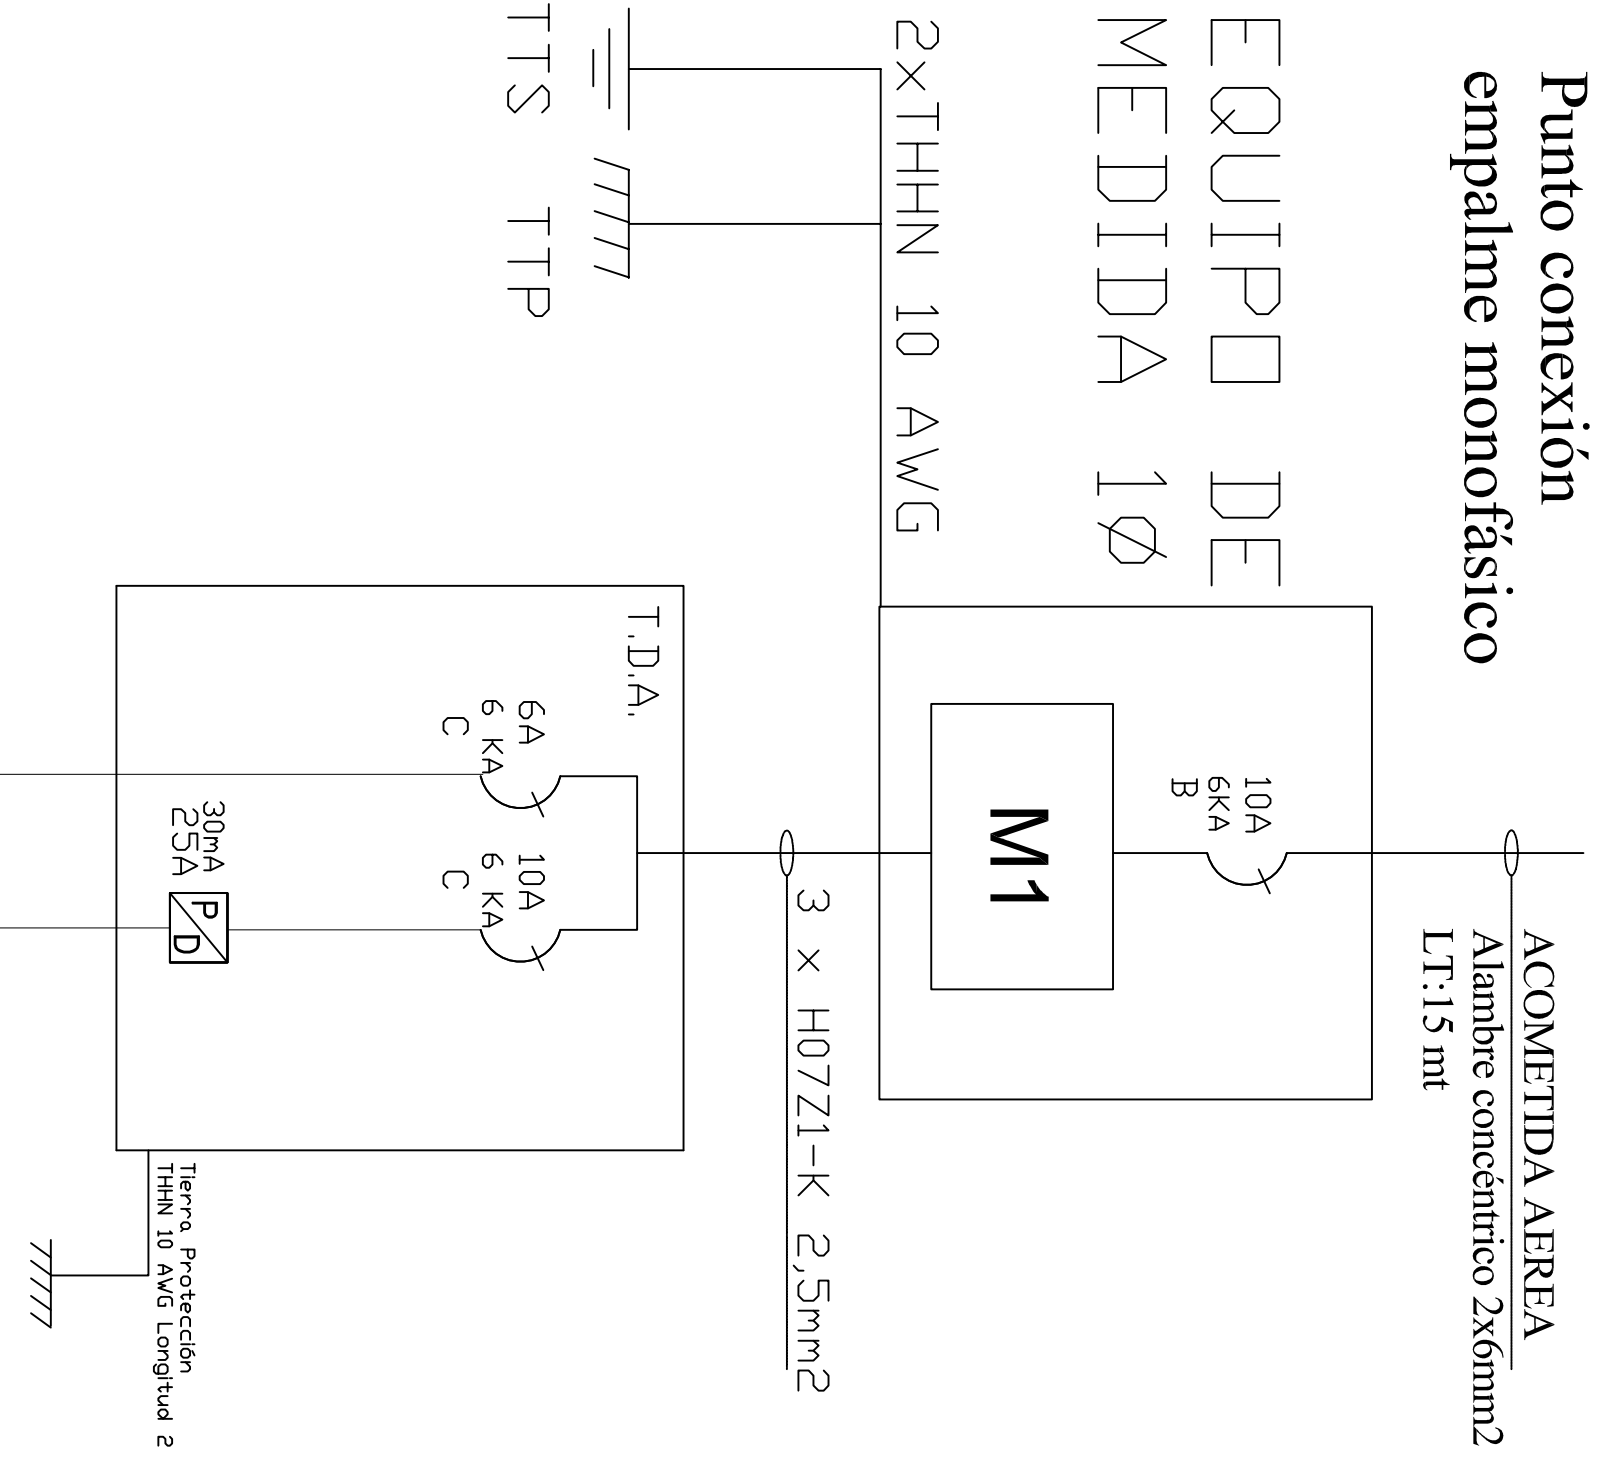 Punto conexión
empalme monofásico
ACOMETIDA AEREA
Alambre concéntrico 2x6mm2
LT:15 mt
EQUIPO DE
MEDIDA 1Ø
10A
6KA
B
M1
2xTHHN 10 AWG
3 x H07Z1-K 2,5mm2
TTS TTP
T.D.A.
6A
6 KA
C
10A
6 KA
C
30mA
25A
P
D
Tierra Protección
THHN 10 AWG Longitud 2